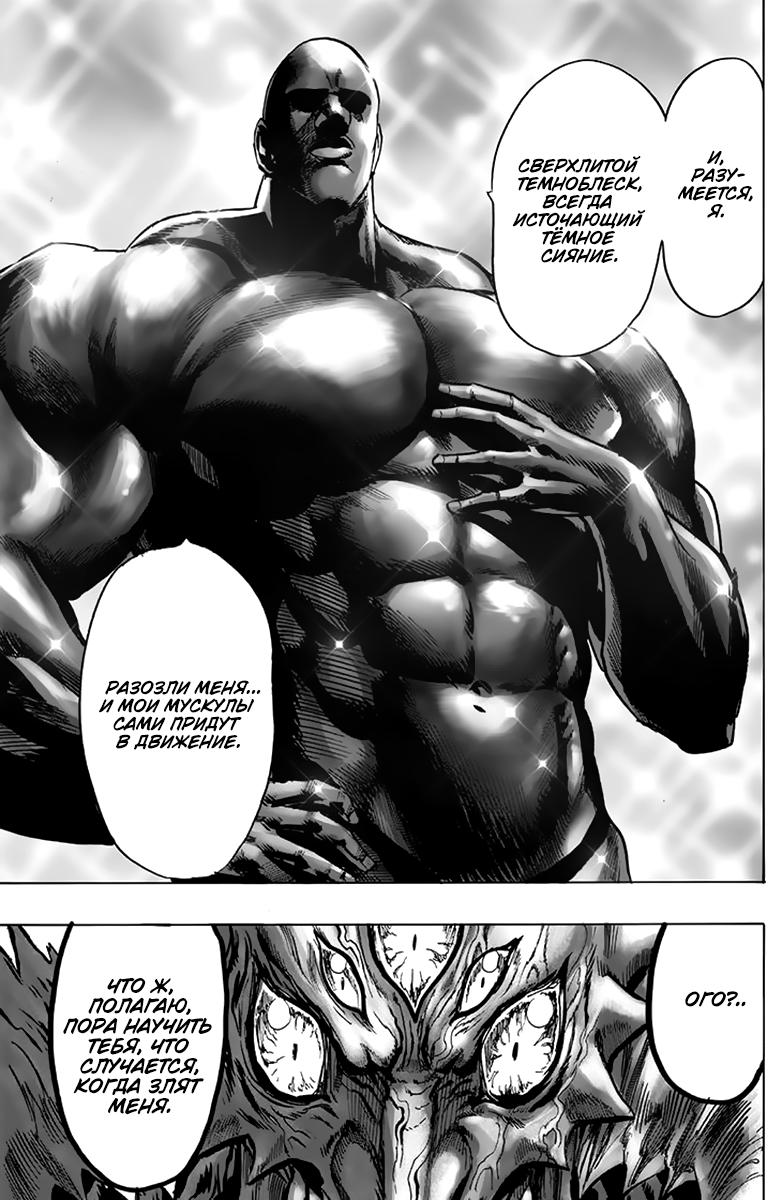 И,
РАЗУ-
МЕЕТСЯ,
Я.
СВЕРХЛИТОЙ
ТЕМНОБЛЕСК,
ВСЕГДА
ИСТОЧАЮЩИЙ
ТЁМНОЕ
СИЯНИЕ.
РАЗОЗЛИ МЕНЯ...
И МОИ МУСКУЛЫ
САМИ ПРИДУТ
В ДВИЖЕНИЕ.
ОГО?..
ЧТО Ж,
ПОЛАГАЮ,
ПОРА НАУЧИТЬ
ТЕБЯ, ЧТО
СЛУЧАЕТСЯ,
КОГДА ЗЛЯТ
МЕНЯ.